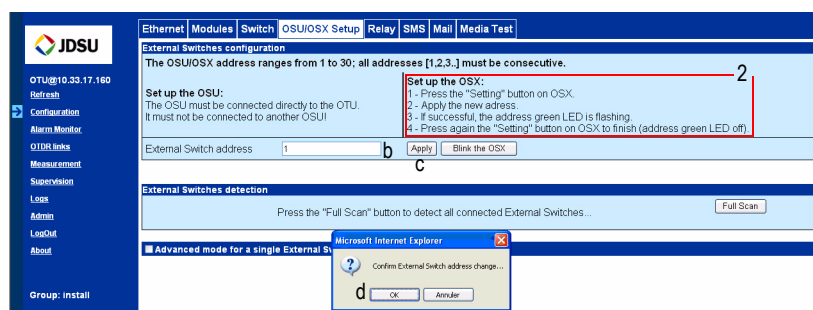 JDSU
OTU@10.33.17.160
Refresh
Configuration
Alarm Monitor
OTDR links
Measurement
Supervision
Logs
Admin
LogOut
About
Group: install
Ethernet Modules Switch OSU/OSX Setup Relay SMS Mail Media Test
External Switches configuration
The OSU/OSX address ranges from 1 to 30; all addresses [1,2,3..] must be consecutive.
Set up the OSU:
The OSU must be connected directly to the OTU.
It must not be connected to another OSU!
Set up the OSX:
1 - Press the "Setting" button on OSX.
2 - Apply the new adress.
3 - If successful, the address green LED is flashing.
4 - Press again the "Setting" button on OSX to finish (address green LED off).
2
External Switch address 1 b Apply Blink the OSX
c
External Switches detection
Press the "Full Scan" button to detect all connected External Switches... Full Scan
Advanced mode for a single External
Microsoft Internet Explorer
Confirm External Switch address change...
d OK Annuler